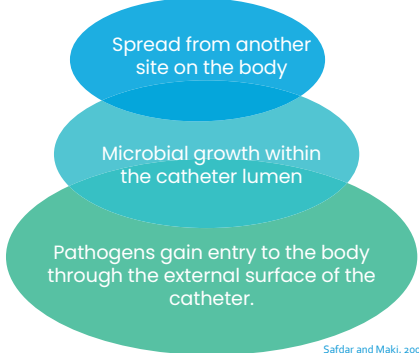 Spread from another
site on the body
Microbial growth within
the catheter lumen
Pathogens gain entry to the body
through the external surface of the
catheter.
Safdar and Maki,